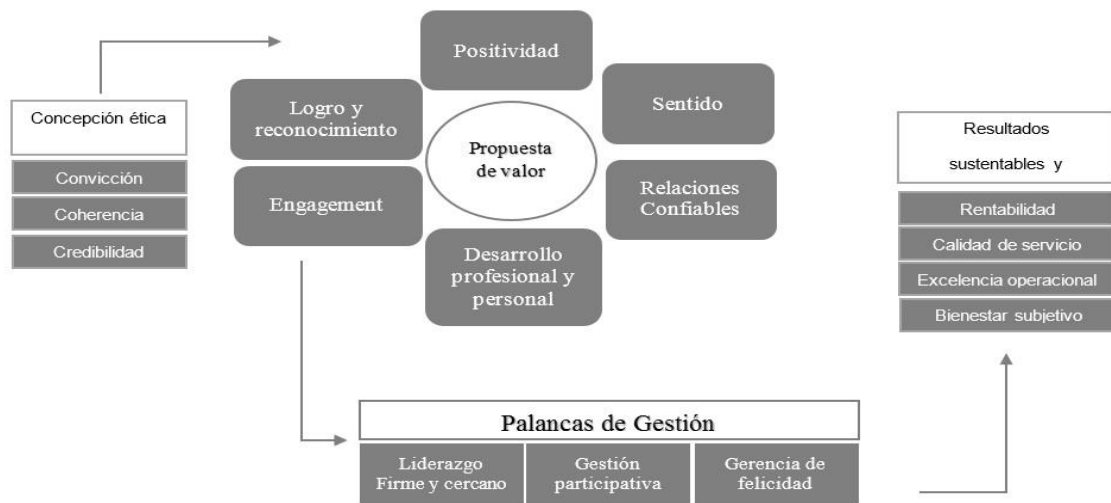 Concepción ética
Convicción
Coherencia
Credibilidad
Positividad
Logro y
reconocimiento
Sentido
Propuesta
de valor
Engagement
Relaciones
Confiables
Desarrollo
profesional y
personal
Palancas de Gestión
Liderazgo
Firme y cercano
Gestión
participativa
Gerencia de
felicidad
Resultados
sustentables y
Rentabilidad
Calidad de servicio
Excelencia operacional
Bienestar subjetivo